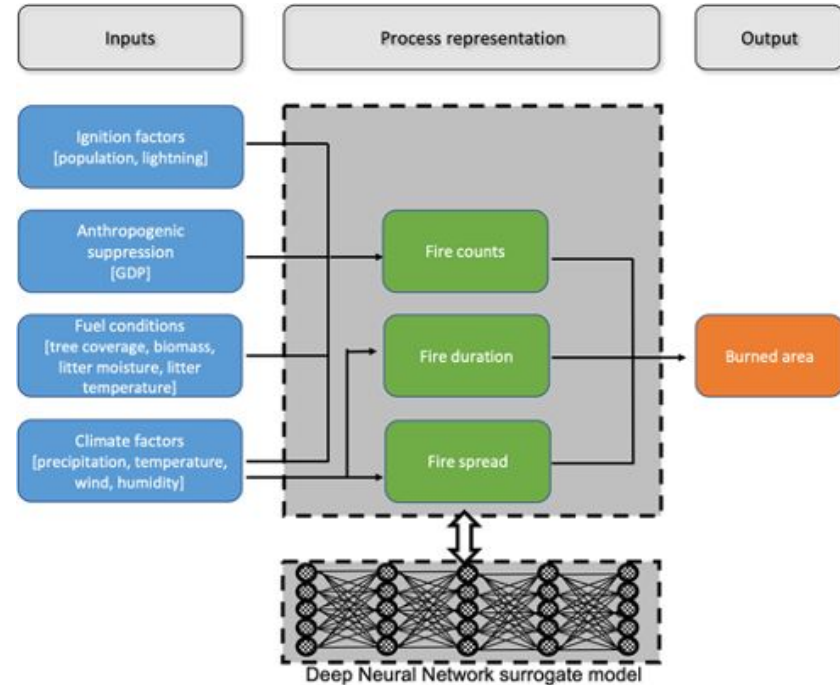 Inputs
Process representation
Output
Ignition factors
[population, lightning]
Anthropogenic
suppression
[GDP]
Fuel conditions
[tree coverage, biomass,
litter moisture, litter
temperature]
Climate factors
[precipitation, temperature,
wind, humidity]
Fire counts
Fire duration
Fire spread
Burned area
Deep Neural Network surrogate model